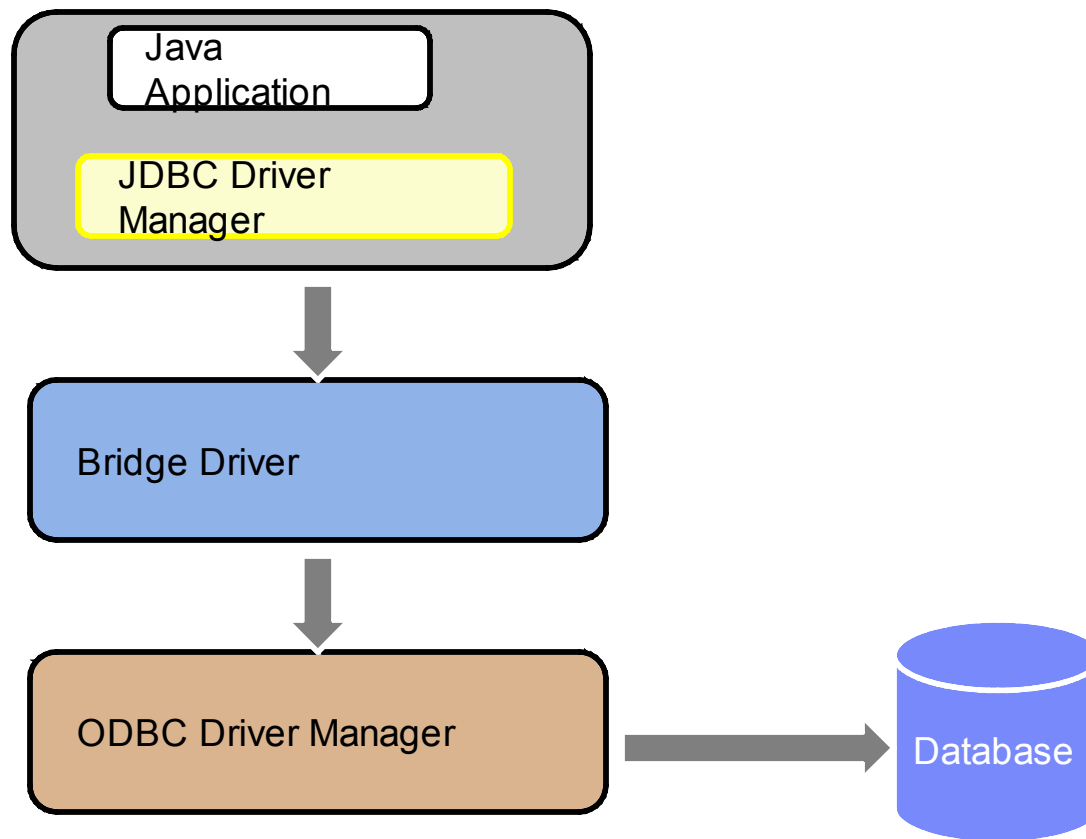 Java
Application
JDBC Driver
Manager
Bridge Driver
ODBC Driver Manager
Database